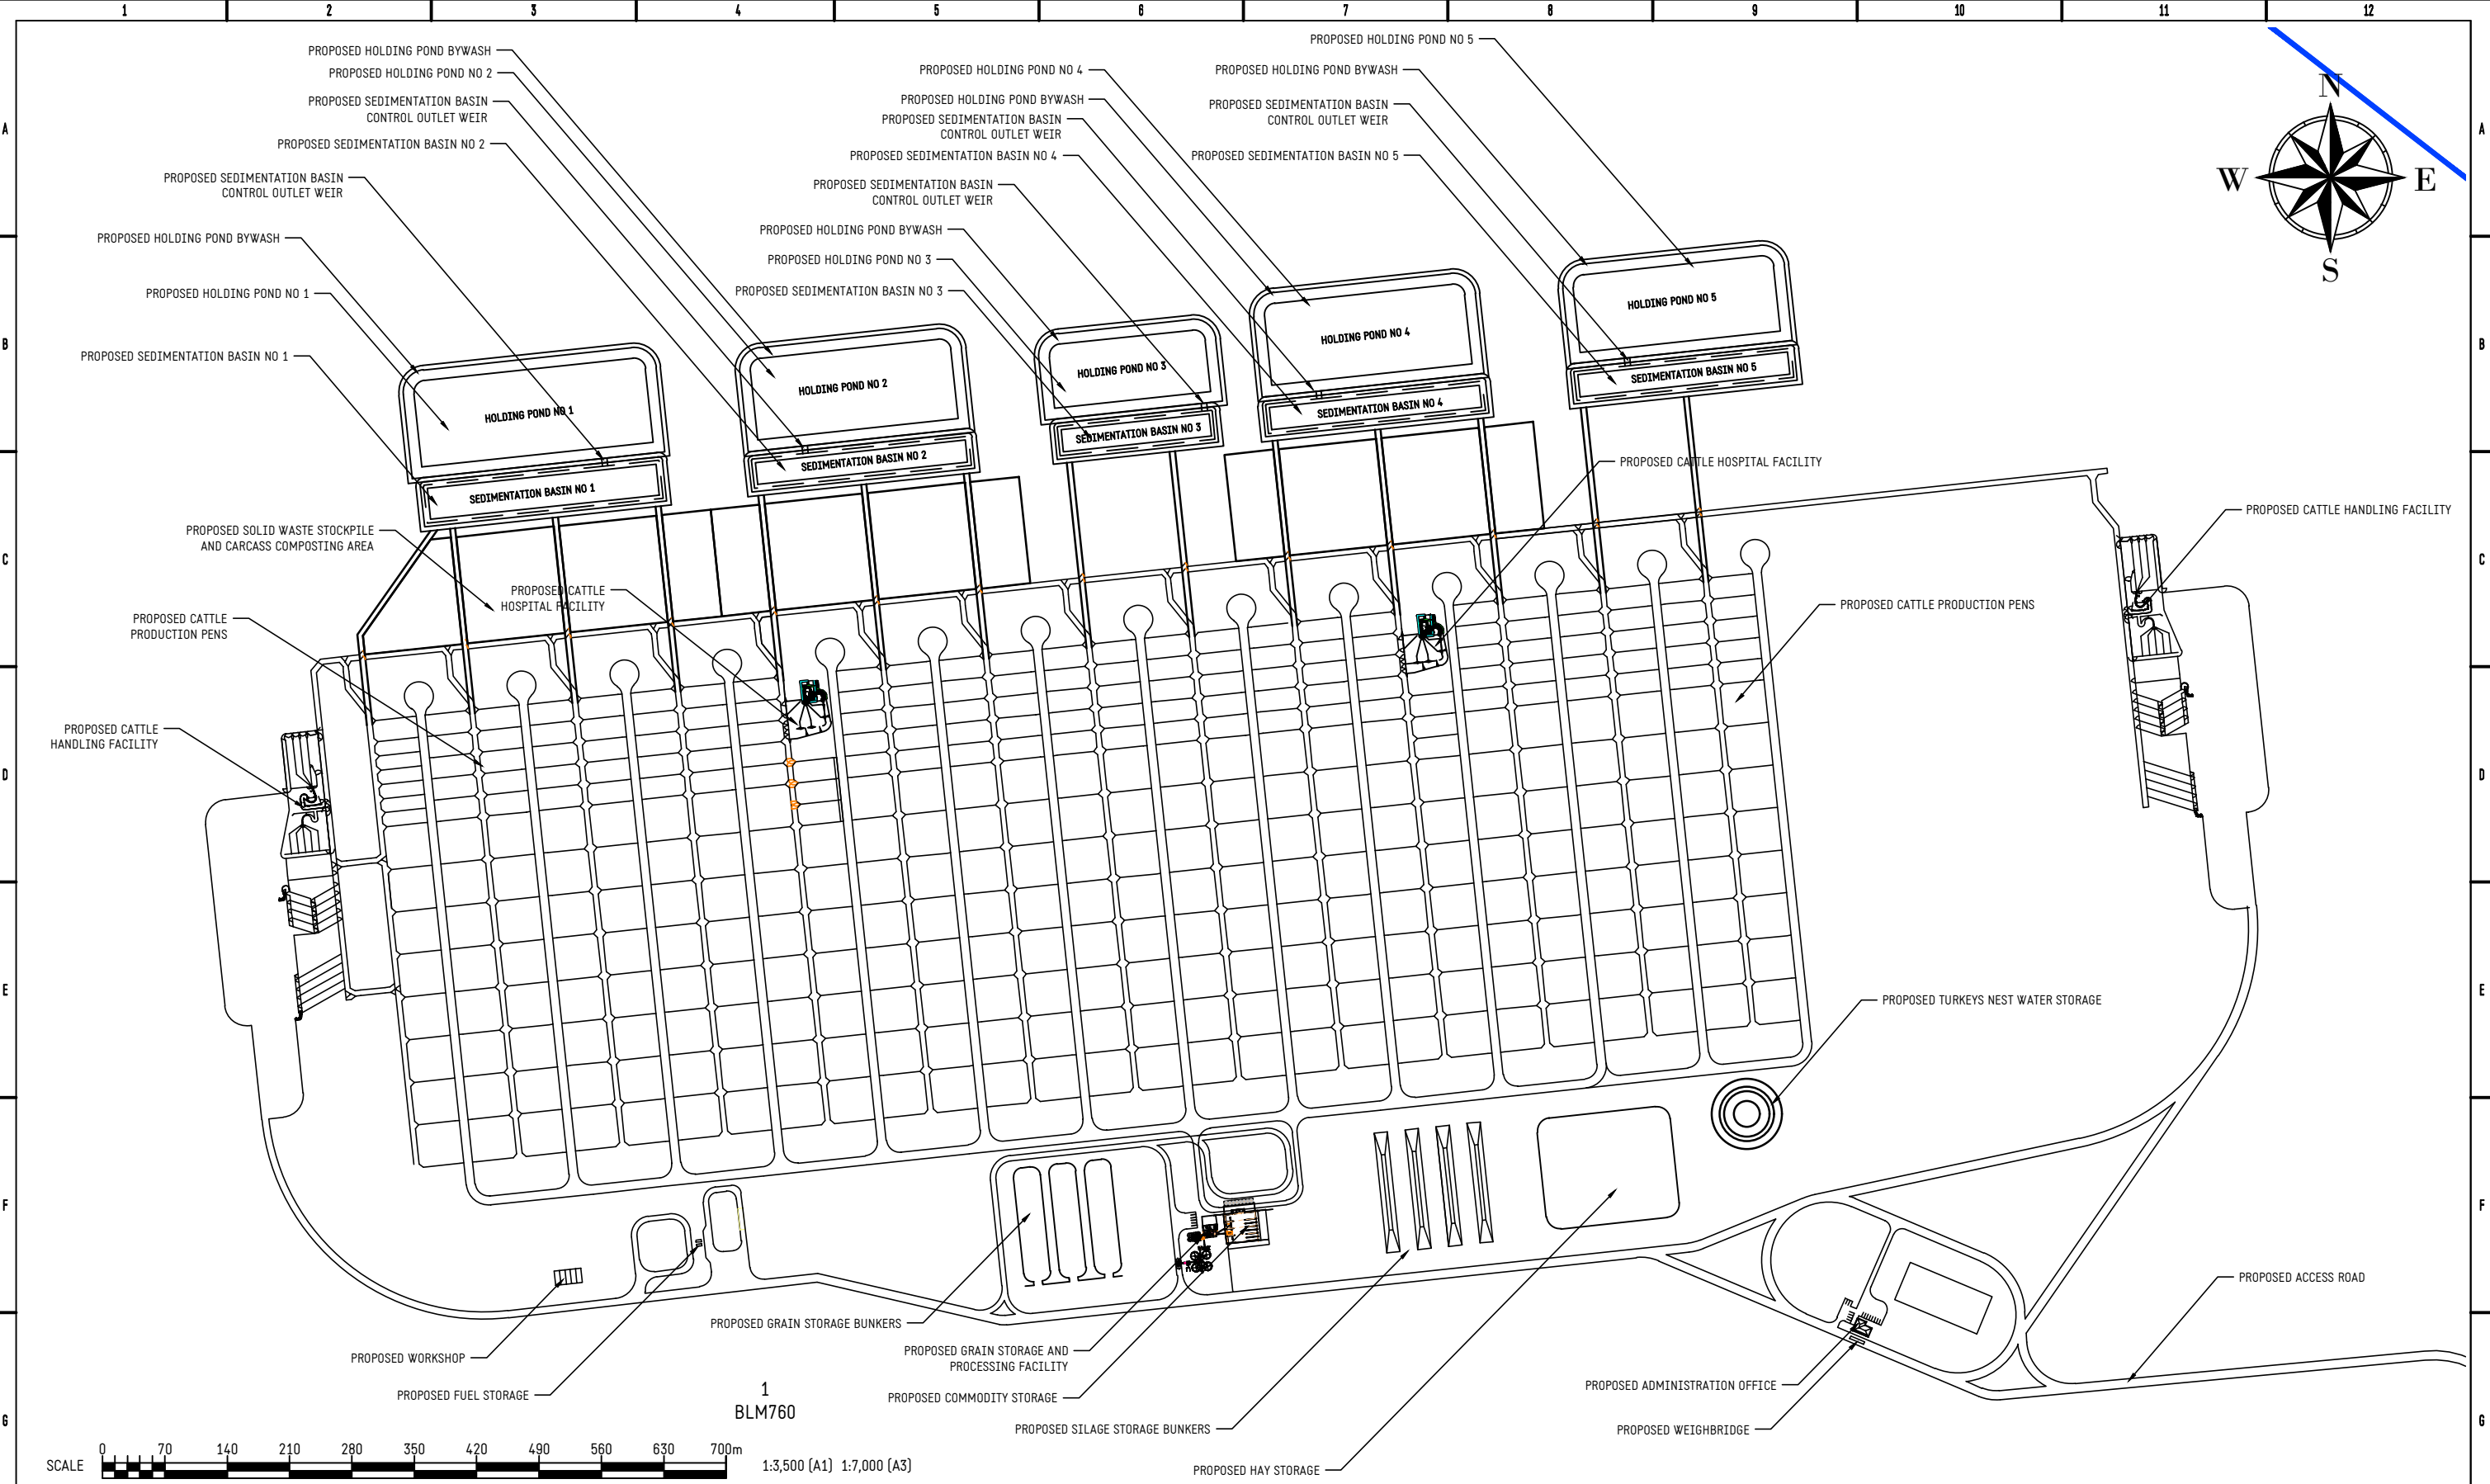 1 2 3 4 5 6 7 8 9 10 11 12
PROPOSED HOLDING POND NO 5
PROPOSED HOLDING POND BYWASH
PROPOSED HOLDING POND NO 4
PROPOSED HOLDING POND BYWASH
PROPOSED HOLDING POND NO 2
N
PROPOSED HOLDING POND BYWASH
PROPOSED SEDIMENTATION BASIN
CONTROL OUTLET WEIR
PROPOSED SEDIMENTATION BASIN
CONTROL OUTLET WEIR
PROPOSED SEDIMENTATION BASIN
CONTROL OUTLET WEIR
A
A
PROPOSED SEDIMENTATION BASIN NO 2
PROPOSED SEDIMENTATION BASIN NO 4
PROPOSED SEDIMENTATION BASIN NO 5
PROPOSED SEDIMENTATION BASIN
CONTROL OUTLET WEIR
PROPOSED SEDIMENTATION BASIN
CONTROL OUTLET WEIR
W
E
PROPOSED HOLDING POND BYWASH
PROPOSED HOLDING POND BYWASH
PROPOSED HOLDING POND NO 3
S
PROPOSED HOLDING POND NO 1
PROPOSED SEDIMENTATION BASIN NO 3
HOLDING POND NO 5
HOLDING POND NO 4
B
B
PROPOSED SEDIMENTATION BASIN NO 1
HOLDING POND NO 3
SEDIMENTATION BASIN NO 5
HOLDING POND NO 2
HOLDING POND NO 1
SEDIMENTATION BASIN NO 4
SEDIMENTATION BASIN NO 3
SEDIMENTATION BASIN NO 2
PROPOSED CATTLE HOSPITAL FACILITY
SEDIMENTATION BASIN NO 1
PROPOSED CATTLE HANDLING FACILITY
PROPOSED SOLID WASTE STOCKPILE
AND CARCASS COMPOSTING AREA
C
C
PROPOSED CATTLE
HOSPITAL FACILITY
PROPOSED CATTLE PRODUCTION PENS
PROPOSED CATTLE
PRODUCTION PENS
PROPOSED CATTLE
HANDLING FACILITY
D
D
E
E
PROPOSED TURKEYS NEST WATER STORAGE
F
F
PROPOSED ACCESS ROAD
PROPOSED GRAIN STORAGE BUNKERS
PROPOSED GRAIN STORAGE AND
PROCESSING FACILITY
PROPOSED WORKSHOP
PROPOSED ADMINISTRATION OFFICE
PROPOSED FUEL STORAGE
PROPOSED COMMODITY STORAGE
1
BLM760
G
G
PROPOSED SILAGE STORAGE BUNKERS
PROPOSED WEIGHBRIDGE
0 70 140 210 280 350 420 490 560 630 700m
SCALE
1:3,500 (A1) 1:7,000 (A3)
PROPOSED HAY STORAGE